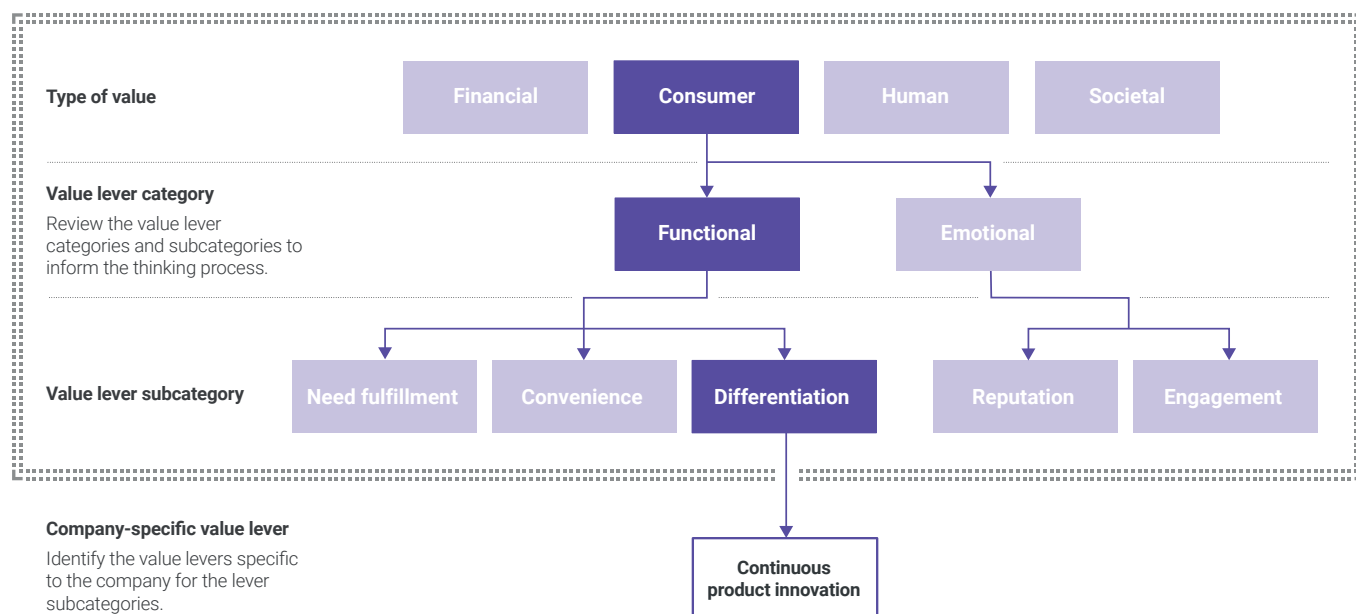 Type of value
Financial
Consumer
Human
Societal
Value lever category
Review the value lever
categories and subcategories to
inform the thinking process.
Functional
Emotional
Value lever subcategory
Need fulfillment
Convenience
Differentiation
Reputation
Engagement
Company-specific value lever
Identify the value levers specific
to the company for the lever
subcategories.
Continuous
product innovation